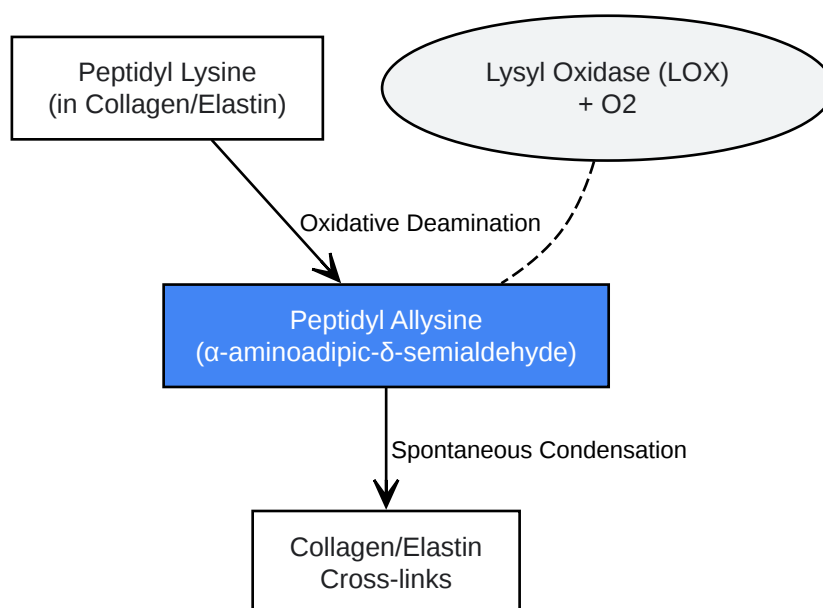 Peptidyl Lysine
(in Collagen/Elastin)
Lysyl Oxidase (LOX)
+ O2
Oxidative Deamination
Peptidyl Allysine
(α-aminoadipic-δ-semialdehyde)
Spontaneous Condensation
Collagen/Elastin
Cross-links